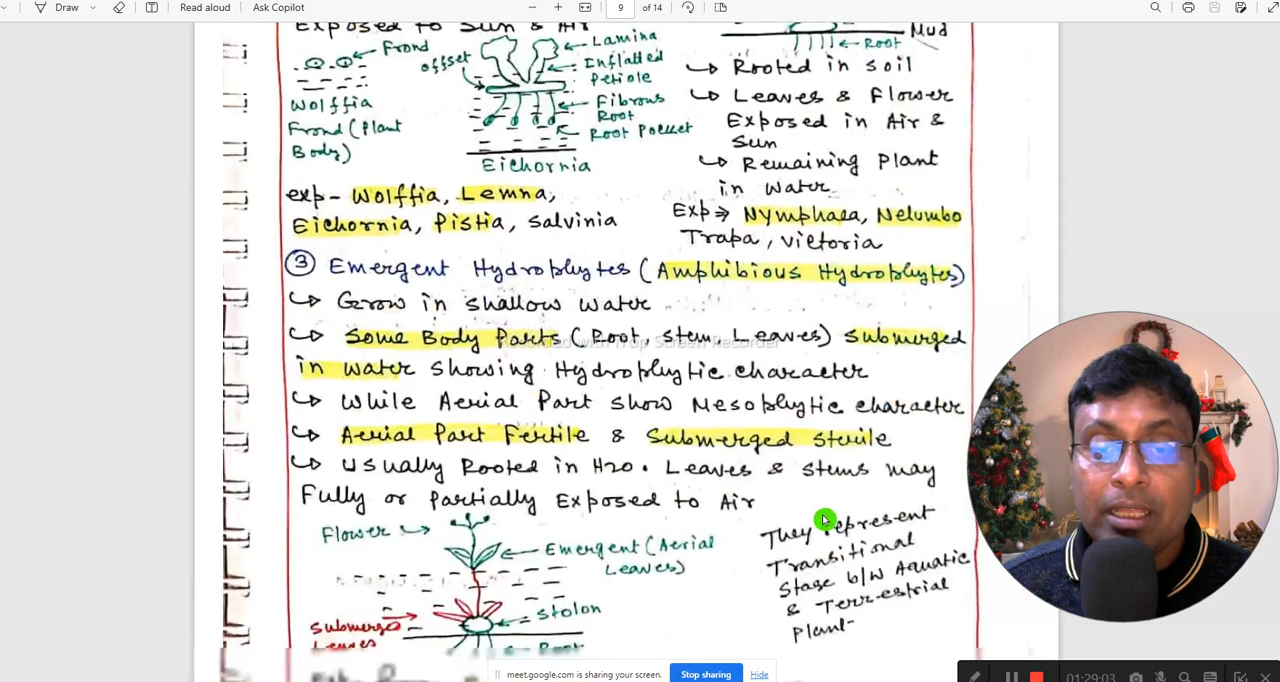 Draw
Read aloud
Ask Copilot
9 of 14
Exposed to Sun & Air
Frond
Offset
Lamina
Inflatted
Petiole
Fibrous
Root
Root Pocket
Wolffia
Frond (Plant
Body)
Eichornia
Mud
Root
↳ Rooted in soil
↳ Leaves & Flower
Exposed in Air &
Sun
↳ Remaining Plant
in Water
exp- Wolffia, Lemna,
Eichornia, Pistia, Salvinia
Exp ⇒ Nymphaea, Nelumbo
Trapa, Victoria
③ Emergent Hydrophytes (Amphibious Hydrophytes)
↳ Grow in shallow water
↳ Some Body Parts (Root, Stem, Leaves) Submerged
in water showing Hydrophytic character
Recorded with iTop Screen Recorder
↳ While Aerial Part show Mesophytic character
↳ Aerial Part Fertile & Submerged Sterile
↳ Usually Rooted in H2O. Leaves & Stems may
Fully or Partially Exposed to Air
Flower
Emergent (Aerial
Leaves)
Submerged
Leaves
Stolon
Root
They represent
Transitional
Stage b/w Aquatic
& Terrestrial
Plant
meet.google.com is sharing your screen.
Stop sharing
Hide
01:29:03